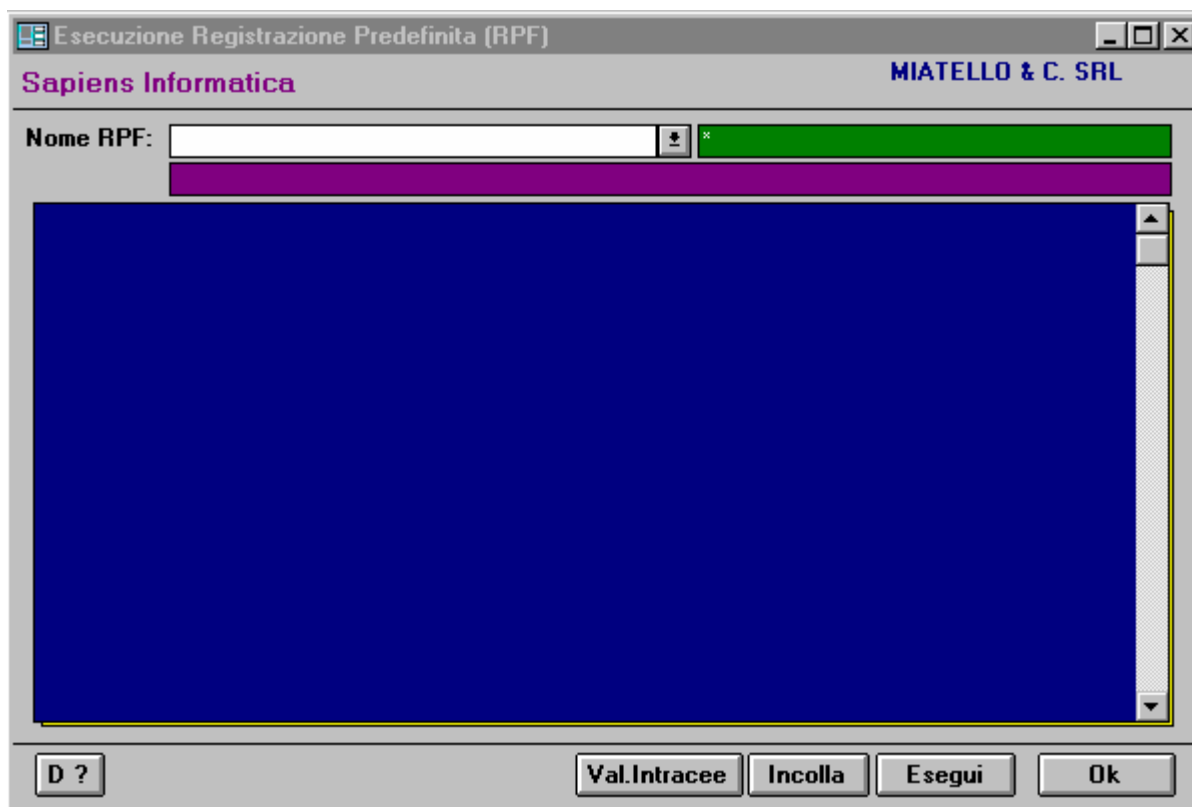 Esecuzione Registrazione Predefinita (RPF)
Sapiens Informatica
MIATELLO & C. SRL
Nome RPF:
*
D ?
Val.Intracee
Incolla
Esegui
Ok